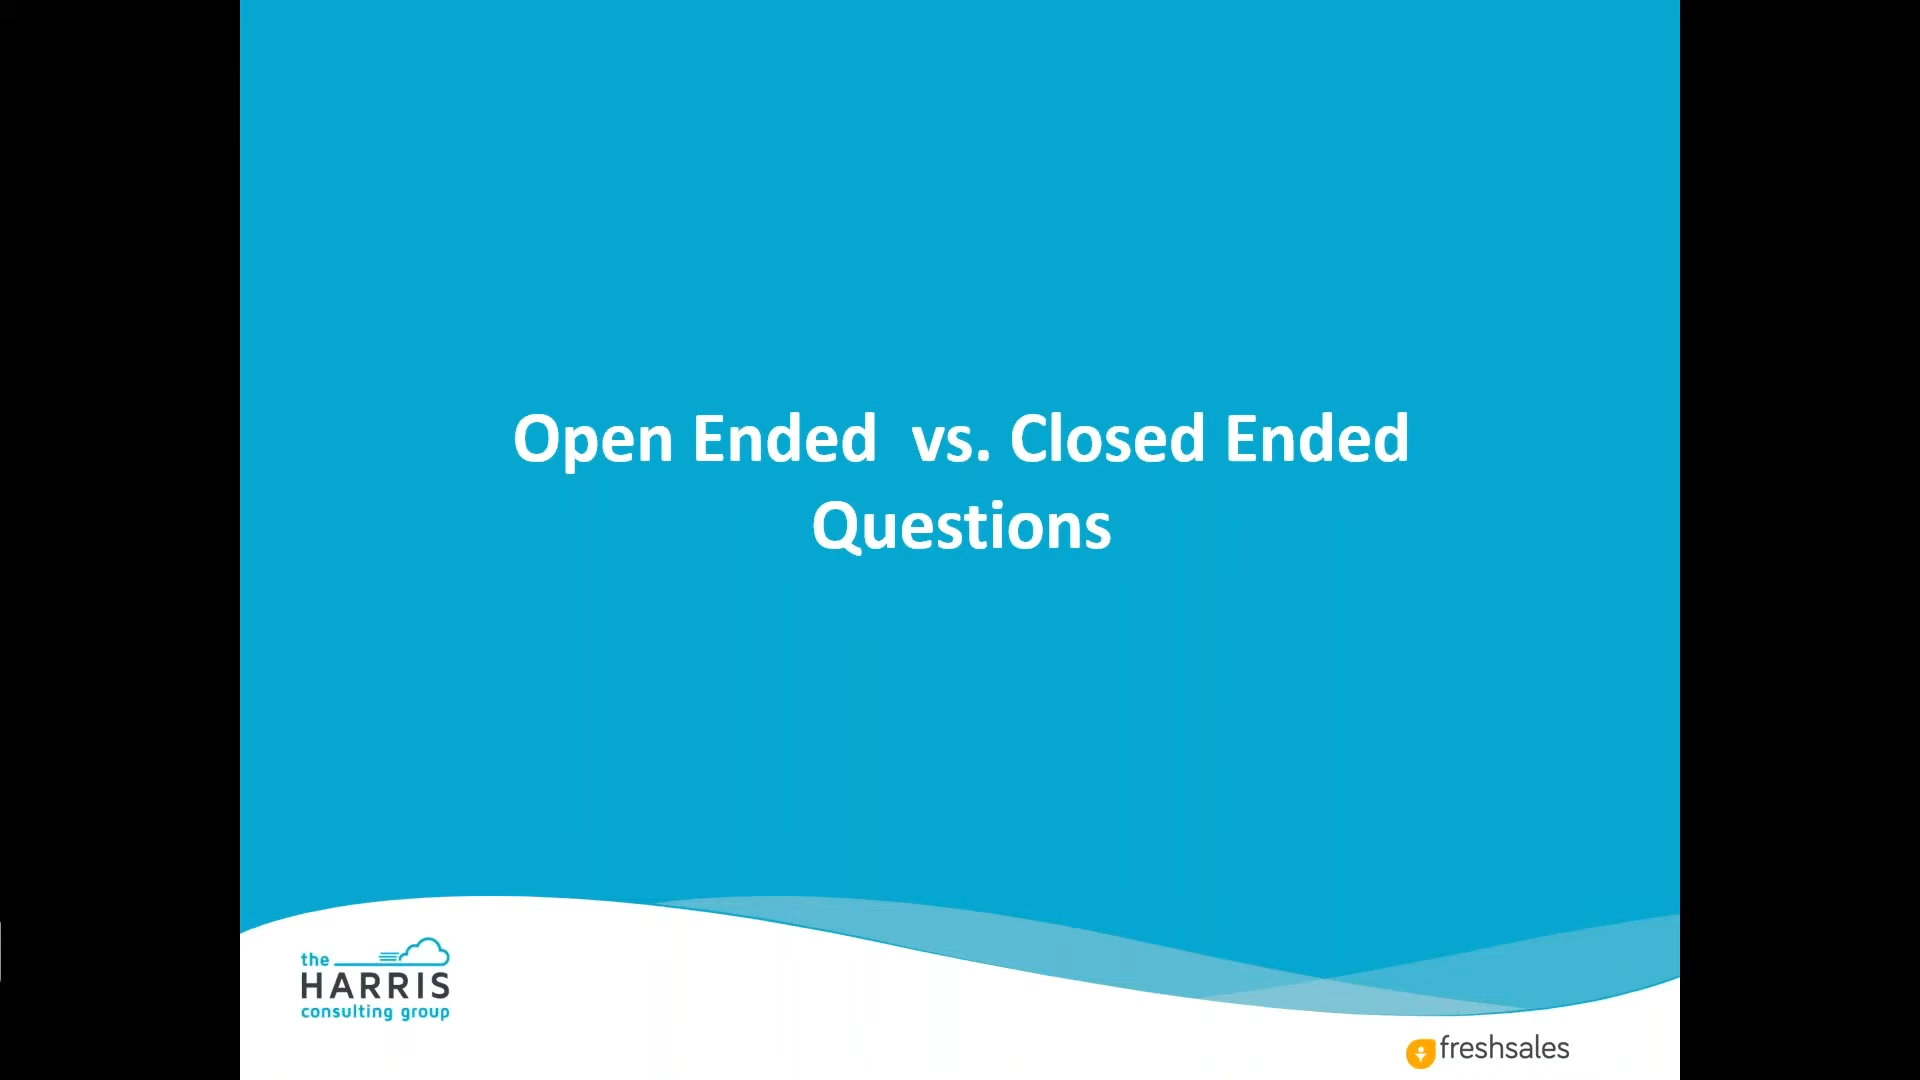 Open Ended  vs. Closed Ended
Questions
the
HARRIS
consulting group
freshsales